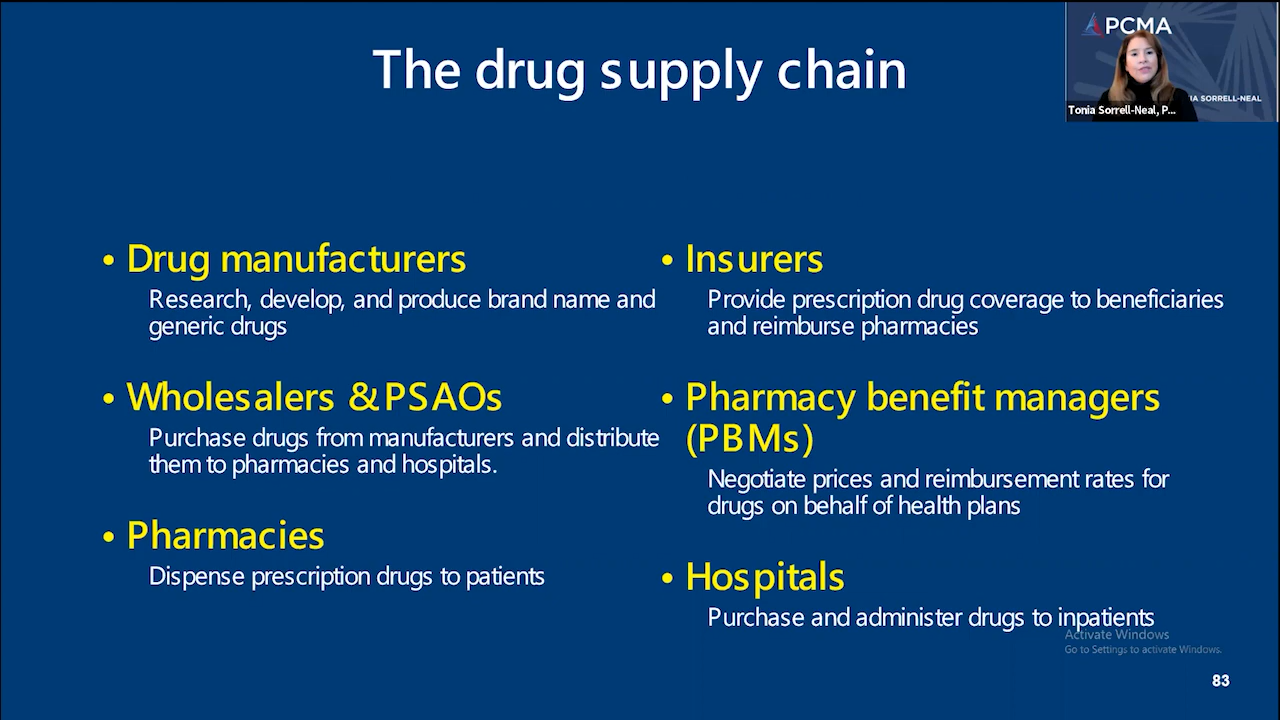 The drug supply chain
PCMA
IA SORRELL-NEAL
Tonia Sorrell-Neal, P...
• Drug manufacturers
Research, develop, and produce brand name and
generic drugs
• Wholesalers & PSAOs
Purchase drugs from manufacturers and distribute
them to pharmacies and hospitals.
• Pharmacies
Dispense prescription drugs to patients
• Insurers
Provide prescription drug coverage to beneficiaries
and reimburse pharmacies
• Pharmacy benefit managers
(PBMs)
Negotiate prices and reimbursement rates for
drugs on behalf of health plans
• Hospitals
Purchase and administer drugs to inpatients
Activate Windows
Go to Settings to activate Windows.
83